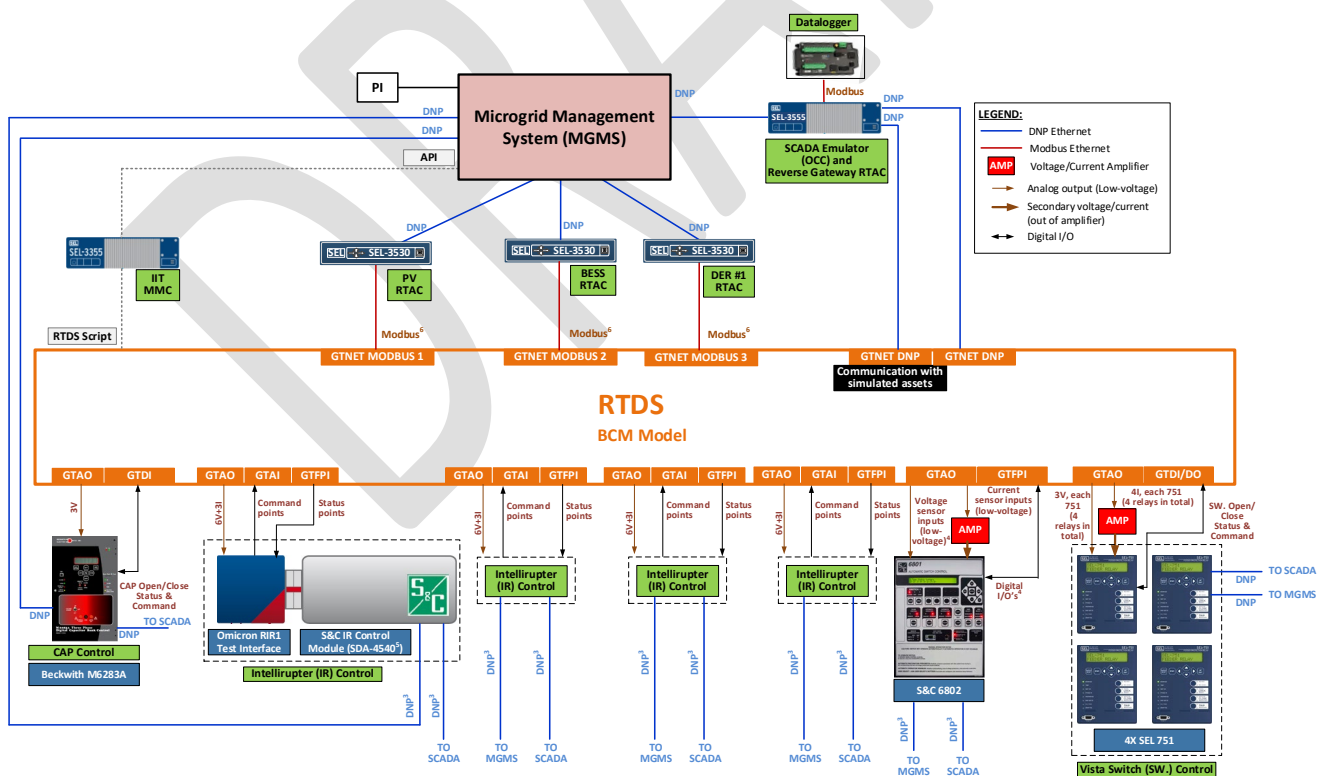 Datalogger
PI
DNP
DNP
DNP
Microgrid Management
System (MGMS)
API
Modbus
SEL-3555
DNP
DNP
SCADA Emulator
(OCC) and
Reverse Gateway RTAC
LEGEND:
DNP Ethernet
Modbus Ethernet
AMP
Voltage/Current Amplifier
Analog output (Low-voltage)
Secondary voltage/current
(out of amplifier)
Digital I/O
SEL-3355
IIT
MMC
DNP
DNP
DNP
SEL SEL-3530
SEL SEL-3530
SEL SEL-3530
PV
RTAC
BESS
RTAC
DER #1
RTAC
RTDS Script
Modbus6
Modbus6
Modbus6
GTNET MODBUS 1
GTNET MODBUS 2
GTNET MODBUS 3
GTNET DNP
GTNET DNP
Communication with
simulated assets
RTDS
BCM Model
GTAO
GTDI
GTAO
GTAI
GTFPI
GTAO
GTAI
GTFPI
GTAO
GTAI
GTFPI
GTAO
GTAI
GTFPI
GTAO
GTFPI
GTAO
GTDI/DO
3V
CAP Open/Close
Status &
Command
DNP
DNP
TO SCADA
CAP Control
Beckwith M6283A
6V+3I
Command
points
Status
points
Omicron RIR1
Test Interface
S&C
S&C IR Control
Module (SDA-45405)
Intellirupter (IR) Control
DNP3
DNP3
TO
SCADA
6V+3I
Command
points
Status
points
Intellirupter
(IR) Control
DNP3
DNP3
TO
MGMS
TO
SCADA
6V+3I
Command
points
Status
points
Intellirupter
(IR) Control
DNP3
DNP3
TO
MGMS
TO
SCADA
6V+3I
Command
points
Status
points
Intellirupter
(IR) Control
DNP3
DNP3
TO
MGMS
TO
SCADA
Voltage
sensor
inputs
(low-
voltage)4
Current
sensor inputs
(low-voltage)
AMP
6801
Digital
I/O's4
S&C 6802
DNP3
DNP3
TO
MGMS
TO
SCADA
3V, each
751
(4
relays in
total)
4I, each 751
(4 relays in total)
AMP
SW. Open/
Close
Status &
Command
TO SCADA
DNP
TO MGMS
DNP
4X SEL 751
Vista Switch (SW.) Control